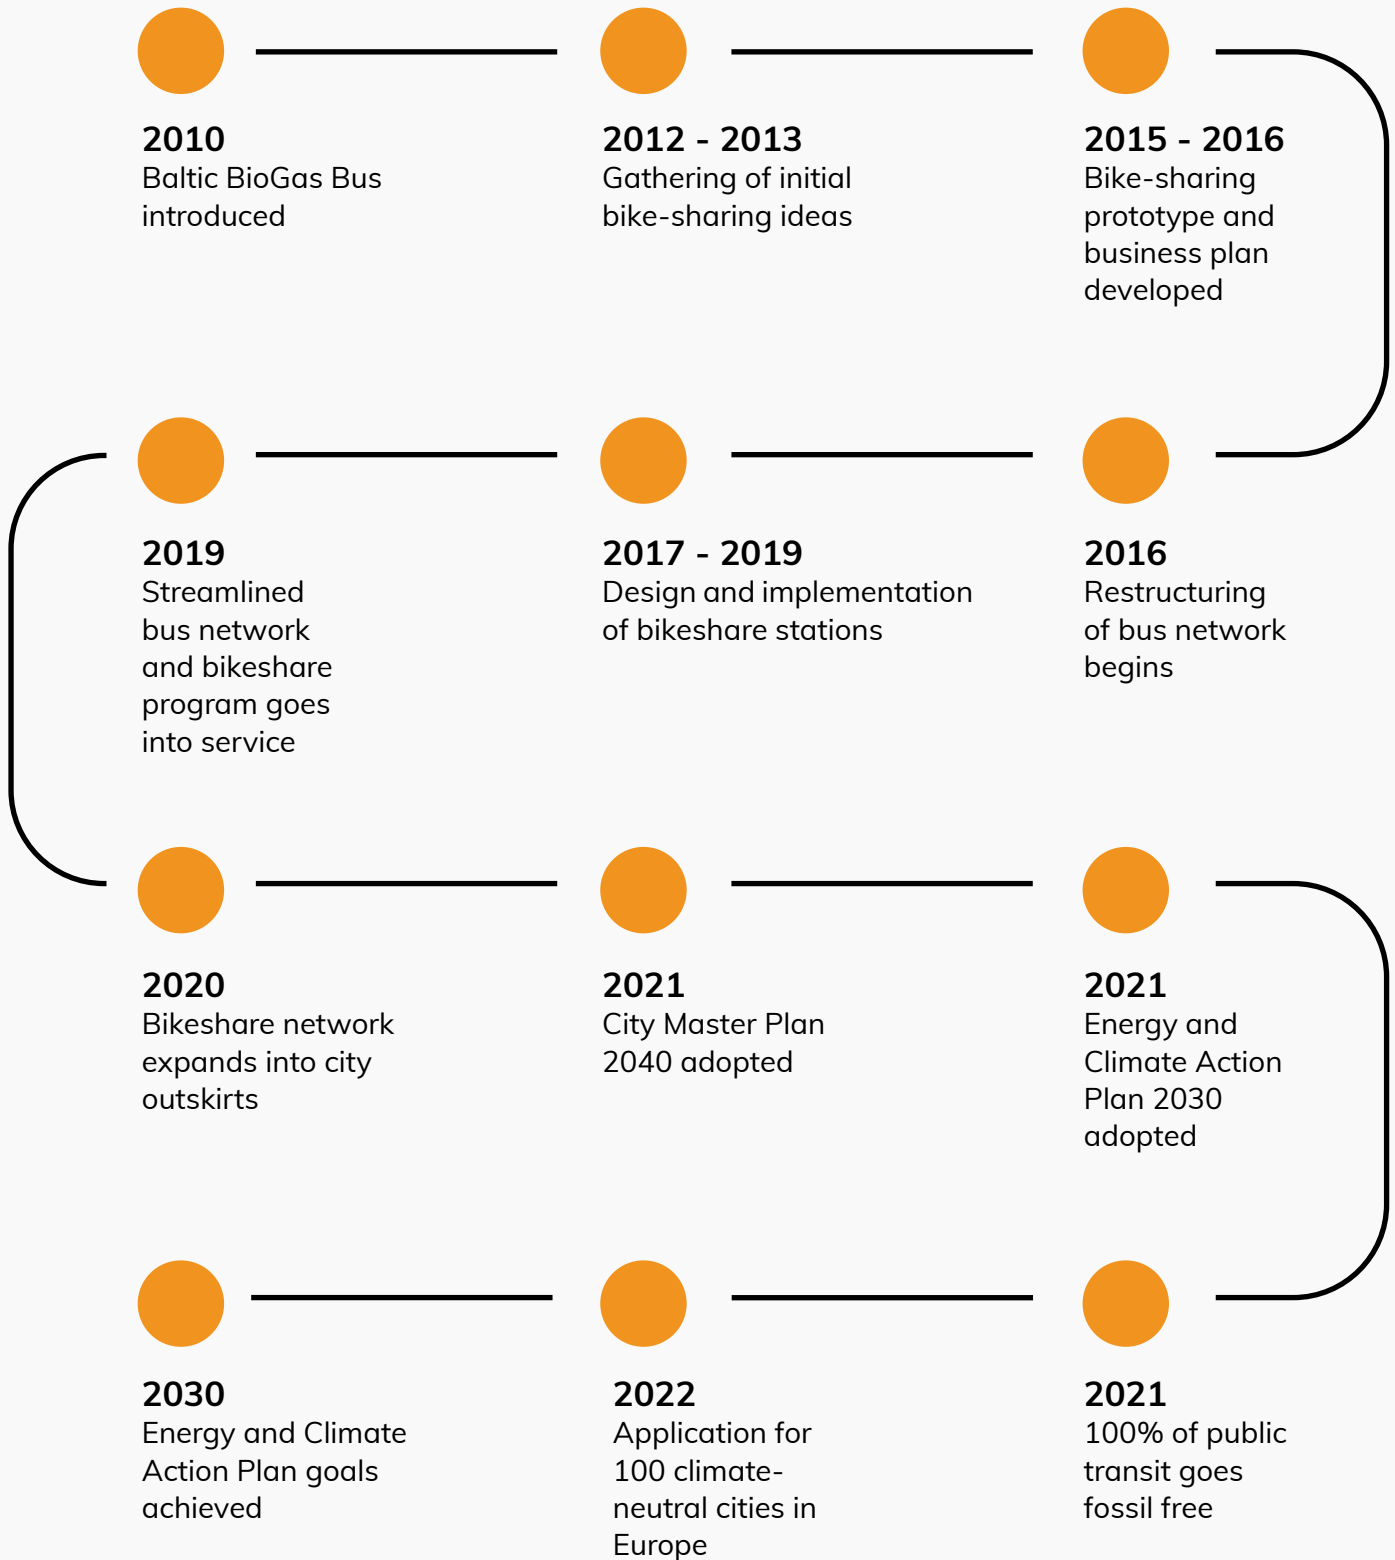 2010
Baltic BioGas Bus
introduced
2012 - 2013
Gathering of initial
bike-sharing ideas
2015 - 2016
Bike-sharing
prototype and
business plan
developed
2016
Restructuring
of bus network
begins
2017 - 2019
Design and implementation
of bikeshare stations
2019
Streamlined
bus network
and bikeshare
program goes
into service
2020
Bikeshare network
expands into city
outskirts
2021
City Master Plan
2040 adopted
2021
Energy and
Climate Action
Plan 2030
adopted
2021
100% of public
transit goes
fossil free
2022
Application for
100 climate-
neutral cities in
Europe
2030
Energy and Climate
Action Plan goals
achieved